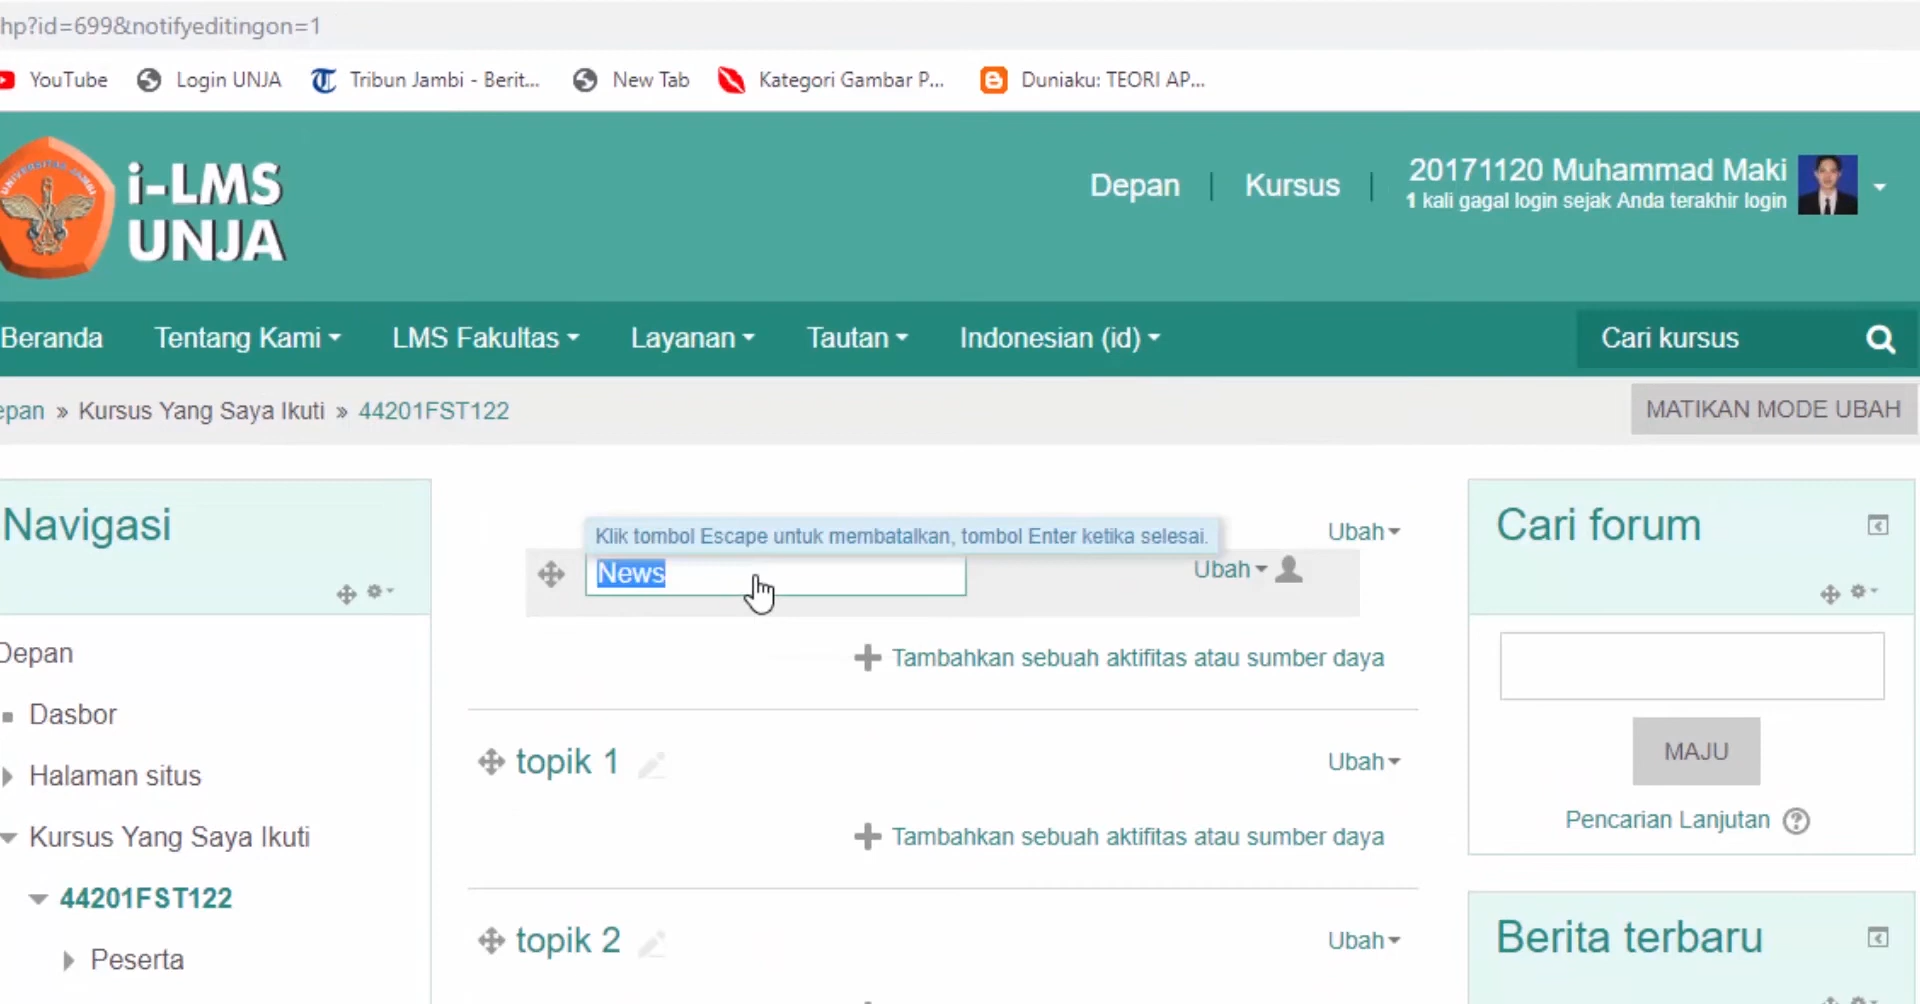 hp?id=699&notifyeditingon=1
YouTube Login UNJA Tribun Jambi - Berit... New Tab Kategori Gambar P... Duniaku: TEORI AP...
UNIVERSITAS JAMBI
i-LMS
UNJA
Depan | Kursus | 20171120 Muhammad Maki
1 kali gagal login sejak Anda terakhir login
Beranda Tentang Kami LMS Fakultas Layanan Tautan Indonesian (id) Cari kursus
epan » Kursus Yang Saya Ikuti » 44201FST122 MATIKAN MODE UBAH
Navigasi
Depan
Dasbor
Halaman situs
Kursus Yang Saya Ikuti
44201FST122
Peserta
Klik tombol Escape untuk membatalkan, tombol Enter ketika selesai. Ubah
News Ubah
Tambahkan sebuah aktifitas atau sumber daya
topik 1 Ubah
Tambahkan sebuah aktifitas atau sumber daya
topik 2 Ubah
Cari forum
MAJU
Pencarian Lanjutan
Berita terbaru